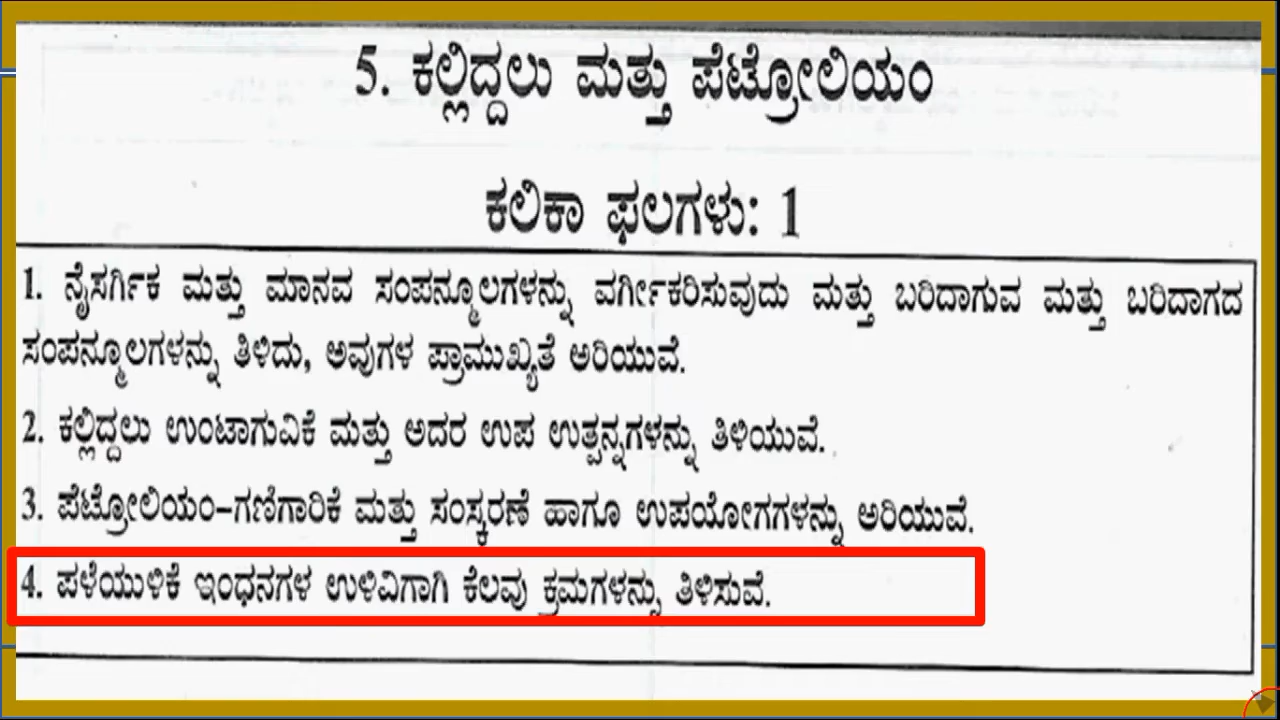 5. ಕಲ್ಲಿದ್ದಲು ಮತ್ತು ಪೆಟ್ರೋಲಿಯಂ
ಕಲಿಕಾ ಫಲಗಳು: 1
1. ನೈಸರ್ಗಿಕ ಮತ್ತು ಮಾನವ ಸಂಪನ್ಮೂಲಗಳನ್ನು ವರ್ಗೀಕರಿಸುವುದು ಮತ್ತು ಬರಿದಾಗುವ ಮತ್ತು ಬರಿದಾಗದ
ಸಂಪನ್ಮೂಲಗಳನ್ನು ತಿಳಿದು, ಅವುಗಳ ಪ್ರಾಮುಖ್ಯತೆ ಅರಿಯುವೆ.
2. ಕಲ್ಲಿದ್ದಲು ಉಂಟಾಗುವಿಕೆ ಮತ್ತು ಅದರ ಉಪ ಉತ್ಪನ್ನಗಳನ್ನು ತಿಳಿಯುವೆ.
3. ಪೆಟ್ರೋಲಿಯಂ-ಗಣಿಗಾರಿಕೆ ಮತ್ತು ಸಂಸ್ಕರಣೆ ಹಾಗೂ ಉಪಯೋಗಗಳನ್ನು ಅರಿಯುವೆ.
4. ಪಳೆಯುಳಿಕೆ ಇಂಧನಗಳ ಉಳಿವಿಗಾಗಿ ಕೆಲವು ಕ್ರಮಗಳನ್ನು ತಿಳಿಸುವೆ.